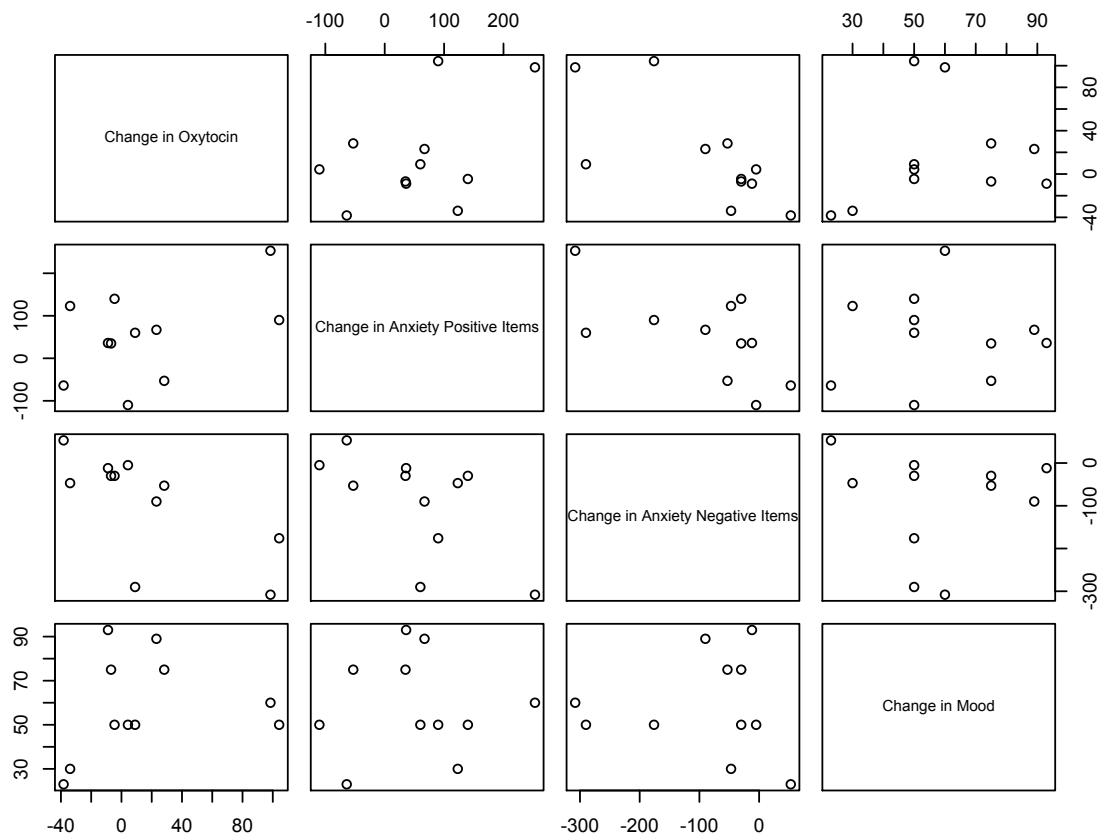 -100 0 100 200 30 50 70 90
Change in Oxytocin
-40 0 40 80
-100 0 100
Change in Anxiety Positive Items
Change in Anxiety Negative Items
-300 -100 0
30 50 70 90
Change in Mood
-40 0 40 80 -300 -200 -100 0